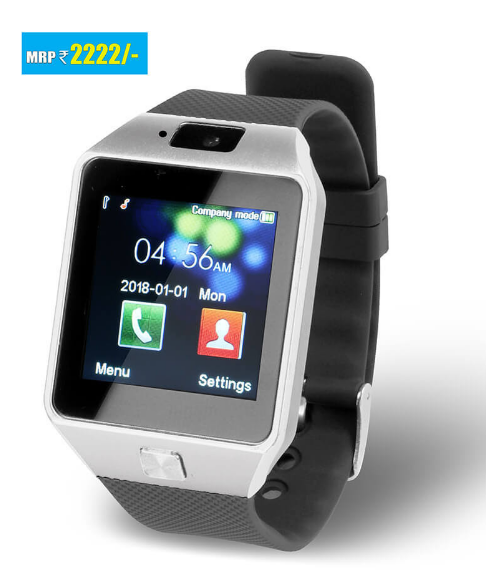 MRP ₹ 2222/-
Company mode
04:56AM
2018-01-01 Mon
Menu
Settings